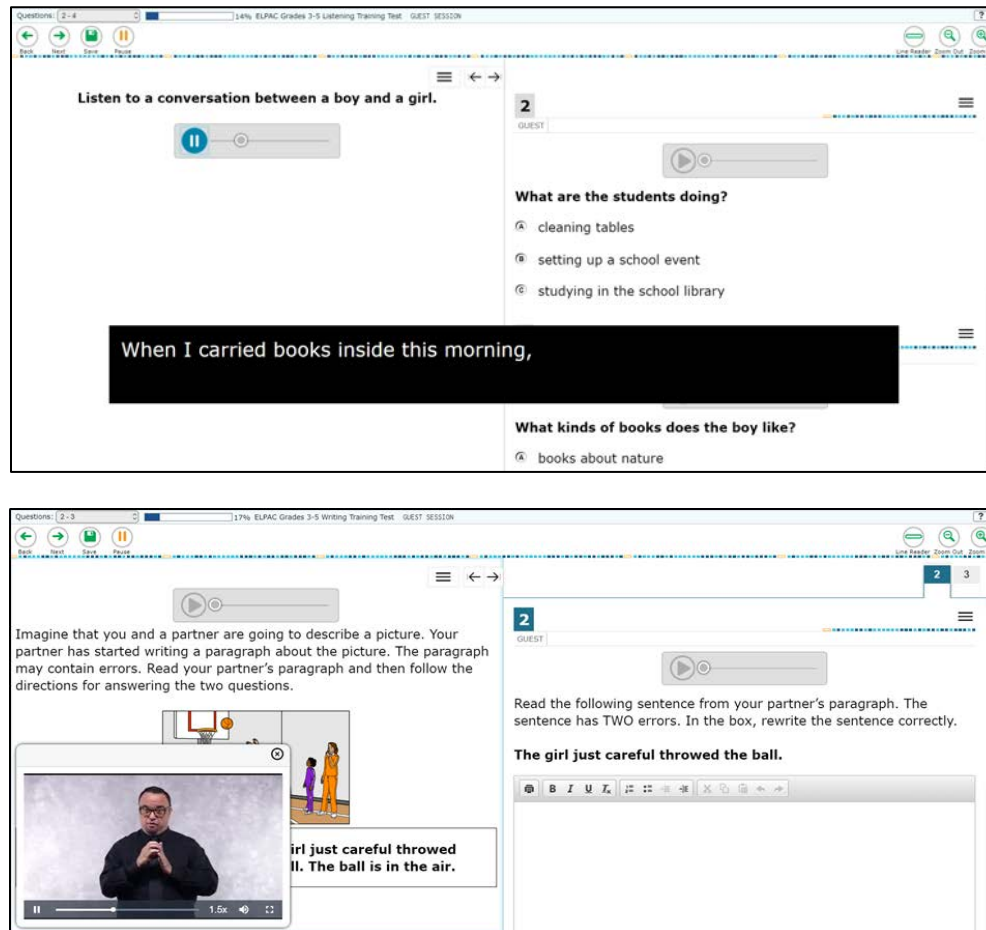 Questions: 2 - 4
14% ELPAC Grades 3-5 Listening Training Test GUEST SESSION
?
Back Next Save Pause
Line Reader Zoom Out Zoom
Listen to a conversation between a boy and a girl.
2
GUEST
What are the students doing?
A cleaning tables
B setting up a school event
C studying in the school library
When I carried books inside this morning,
What kinds of books does the boy like?
A books about nature
Questions: 2 - 3
17% ELPAC Grades 3-5 Writing Training Test GUEST SESSION
?
Back Next Save Pause
Line Reader Zoom Out Zoom
Imagine that you and a partner are going to describe a picture. Your
partner has started writing a paragraph about the picture. The paragraph
may contain errors. Read your partner's paragraph and then follow the
directions for answering the two questions.
irl just careful throwed
ll. The ball is in the air.
1.5x
2 3
2
GUEST
Read the following sentence from your partner's paragraph. The
sentence has TWO errors. In the box, rewrite the sentence correctly.
The girl just careful throwed the ball.
B I U Tx